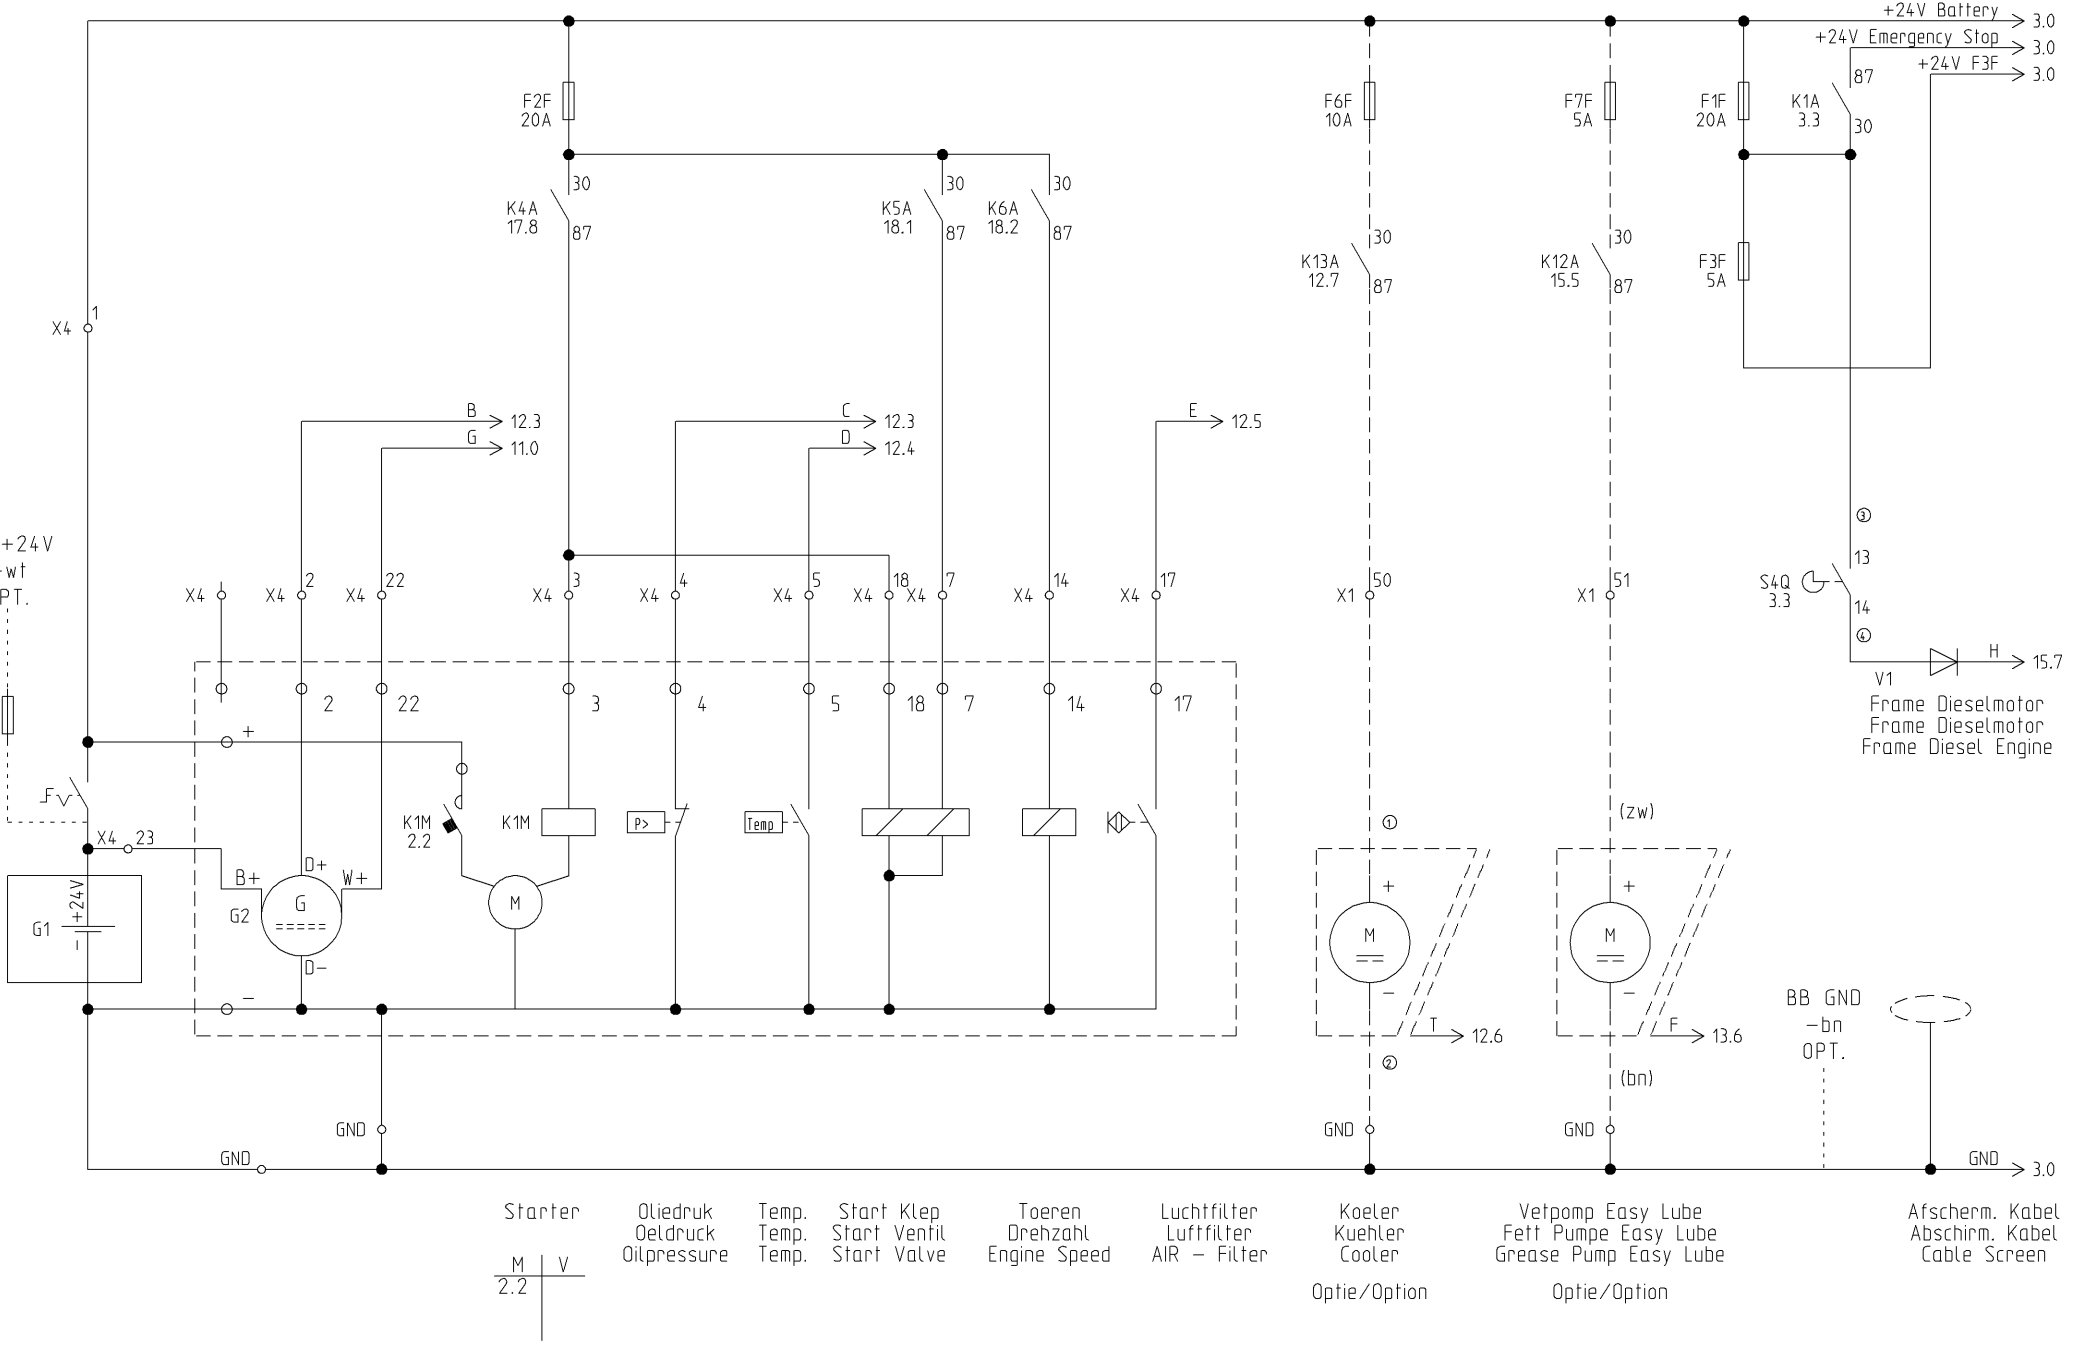 +24V Battery 3.0
+24V Emergency Stop 3.0
+24V F3F 3.0
87
F2F
20A
F6F
10A
F7F
5A
F1F
20A
K1A
3.3
30
30
K4A
17.8
87
30
K5A
18.1
87
30
K6A
18.2
87
30
K13A
12.7
87
30
K12A
15.5
87
F3F
5A
1
X4
B 12.3
G 11.0
C 12.3
D 12.4
E 12.5
3
13
S4Q
3.3
14
4
+24V
-wt
PT.
X4
2
X4
22
X4
3
X4
4
X4
5
X4
18
X4
7
X4
14
X4
17
X4
50
X1
51
X1
H 15.7
V1
Frame Dieselmotor
Frame Dieselmotor
Frame Diesel Engine
2 22 3 4 5 18 7 14 17
+
K1M
2.2
K1M
P>
Temp
1
(zw)
X4 23
+24V
G1
-
B+
D+
W+
G2
G
D-
M
+
M
-
+
M
-
-
T 12.6
F 13.6
2
(bn)
BB GND
-bn
OPT.
GND
GND
GND
GND
GND 3.0
Starter
Oliedruk
Oeldruck
Oilpressure
Temp.
Temp.
Temp.
Start Klep
Start Ventil
Start Valve
Toeren
Drehzahl
Engine Speed
Luchtfilter
Luftfilter
AIR - Filter
Koeler
Kuehler
Cooler
Optie/Option
Vetpomp Easy Lube
Fett Pumpe Easy Lube
Grease Pump Easy Lube
Optie/Option
Afscherm. Kabel
Abschirm. Kabel
Cable Screen
M V
2.2